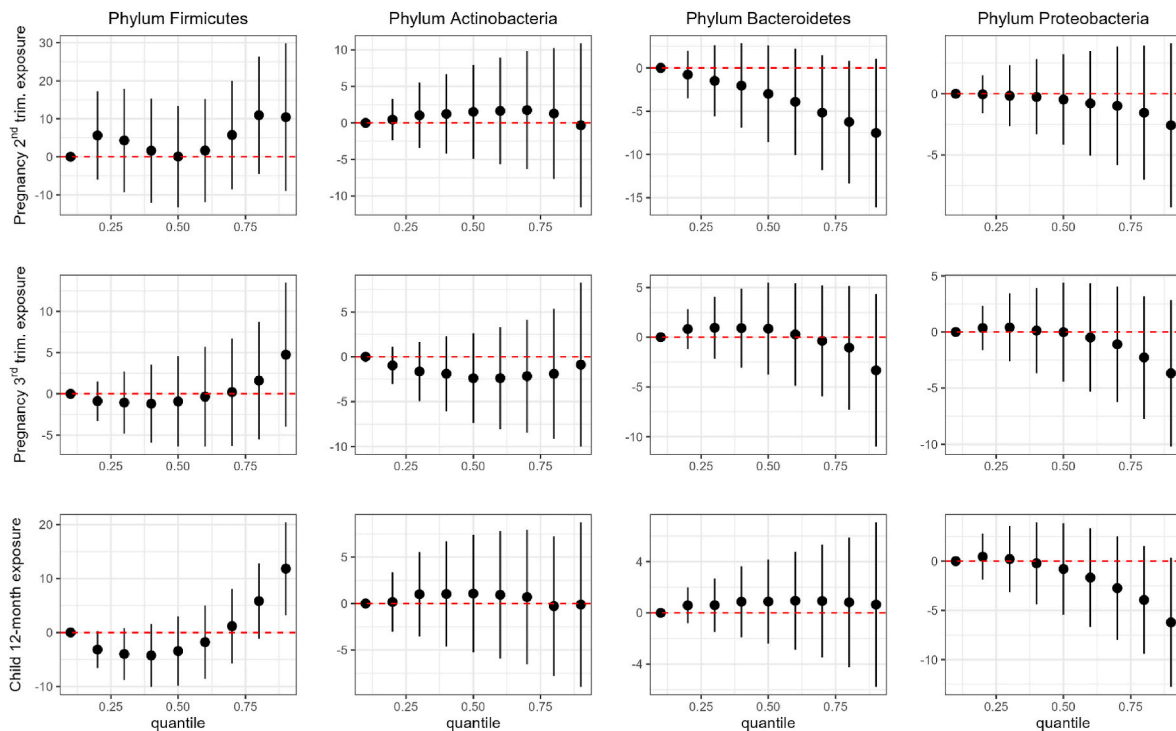 Phylum Firmicutes Phylum Actinobacteria Phylum Bacteroidetes Phylum Proteobacteria
Pregnancy 2nd trim. exposure
30
20
10
0
-10
0.25 0.50 0.75
10
5
0
-5
-10
0.25 0.50 0.75
0
-5
-10
-15
0.25 0.50 0.75
0
-5
0.25 0.50 0.75
Pregnancy 3rd trim. exposure
10
5
0
-5
0.25 0.50 0.75
5
0
-5
-10
0.25 0.50 0.75
5
0
-5
-10
0.25 0.50 0.75
5
0
-5
-10
0.25 0.50 0.75
Child 12-month exposure
20
10
0
-10
0.25 0.50 0.75
quantile
5
0
-5
0.25 0.50 0.75
quantile
4
0
-4
0.25 0.50 0.75
quantile
0
-5
-10
0.25 0.50 0.75
quantile